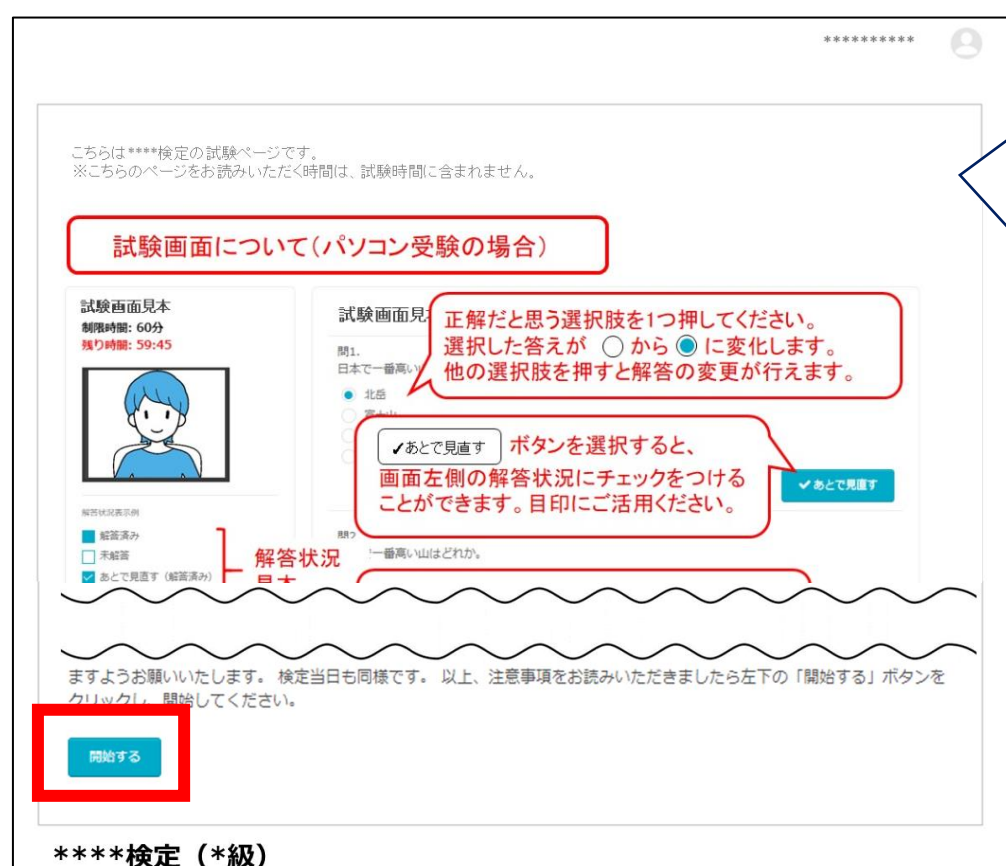 **********
こちらは****検定の試験ページです。
※こちらのページをお読みいただく時間は、試験時間に含まれません。
試験画面について(パソコン受験の場合)
試験画面見本
制限時間: 60分
残り時間: 59:45
解答状況表示例
解答済み
未解答
あとで見直す（解答済み）
解答状況
見本
試験画面見
問1.
日本で一番高い
北岳
正解だと思う選択肢を1つ押してください。
選択した答えが ○ から ◉ に変化します。
他の選択肢を押すと解答の変更が行えます。
✓あとで見直す ボタンを選択すると、
画面左側の解答状況にチェックをつける
ことができます。目印にご活用ください。
✓あとで見直す
一番高い山はどれか。
ますようお願いいたします。 検定当日も同様です。 以上、注意事項をお読みいただきましたら左下の「開始する」ボタンを
クリックし、開始してください。
開始する
****検定（*級）